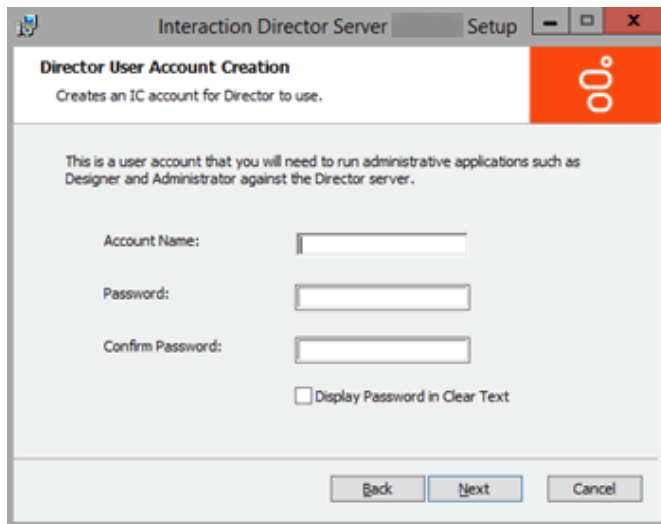 Interaction Director Server Setup
Director User Account Creation
Creates an IC account for Director to use.
This is a user account that you will need to run administrative applications such as
Designer and Administrator against the Director server.
Account Name:
Password:
Confirm Password:
Display Password in Clear Text
Back Next Cancel